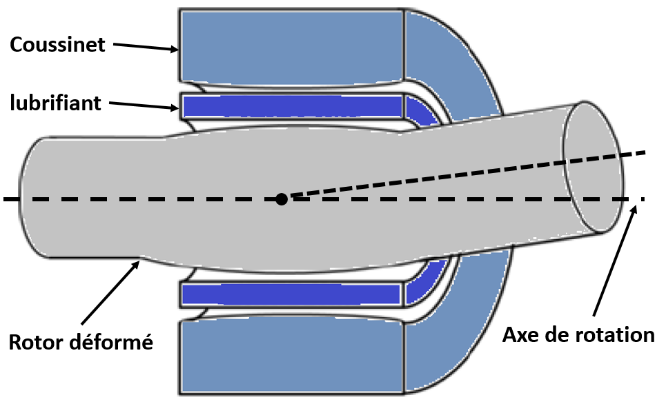 Coussinet
lubrifiant
Rotor déformé
Axe de rotation